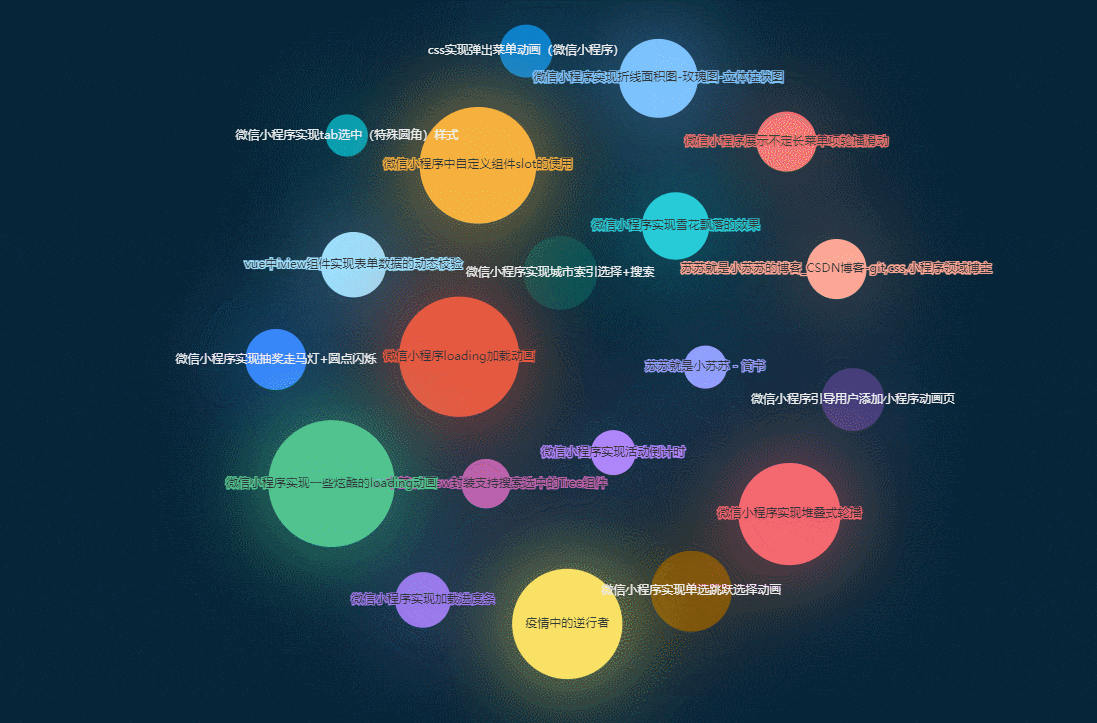 css实现弹出菜单动画（微信小程序）
微信小程序实现折线面积图-玫瑰图-立体柱状图
微信小程序实现tab选中（特殊圆角）样式
微信小程序展示不定长菜单项轮播滑动
微信小程序中自定义组件slot的使用
微信小程序实现雪花飘落的效果
vue中iview组件实现表单数据的动态校验
微信小程序实现城市索引选择+搜索
苏苏就是小苏苏的博客_CSDN博客-git,css,小程序领域博主
微信小程序实现抽奖走马灯+圆点闪烁
微信小程序loading加载动画
苏苏就是小苏苏 - 简书
微信小程序引导用户添加小程序动画页
微信小程序实现活动倒计时
微信小程序实现一些炫酷的loading动画
封装支持搜索选中的Tree组件
微信小程序实现堆叠式轮播
微信小程序实现单选跳跃选择动画
微信小程序实现加载进度条
疫情中的逆行者